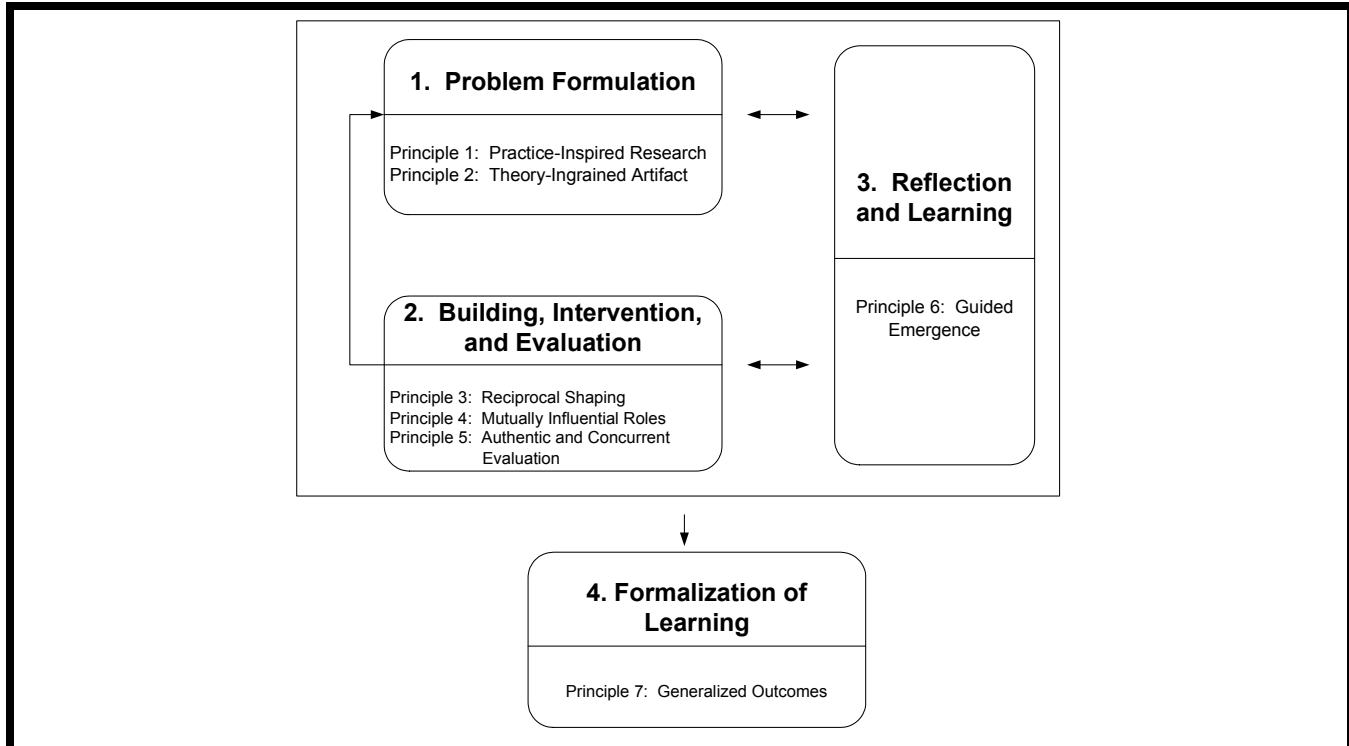 1. Problem Formulation
Principle 1: Practice-Inspired Research
Principle 2: Theory-Ingrained Artifact
2. Building, Intervention,
and Evaluation
Principle 3: Reciprocal Shaping
Principle 4: Mutually Influential Roles
Principle 5: Authentic and Concurrent
Evaluation
3. Reflection
and Learning
Principle 6: Guided
Emergence
4. Formalization of
Learning
Principle 7: Generalized Outcomes